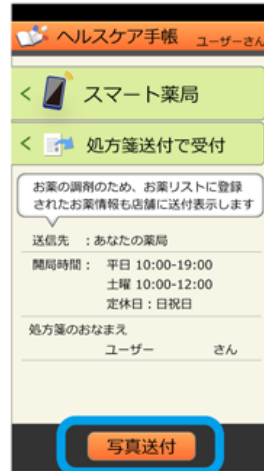 ヘルスケア手帳 ユーザーさん
< スマート薬局
< 処方箋送付で受付
お薬の調剤のため、お薬リストに登録
されたお薬情報も店舗に送付表示します
送信先 ：あなたの薬局
開局時間： 平日 10:00-19:00
土曜 10:00-12:00
定休日：日祝日
処方箋のおなまえ
ユーザー さん
写真送付